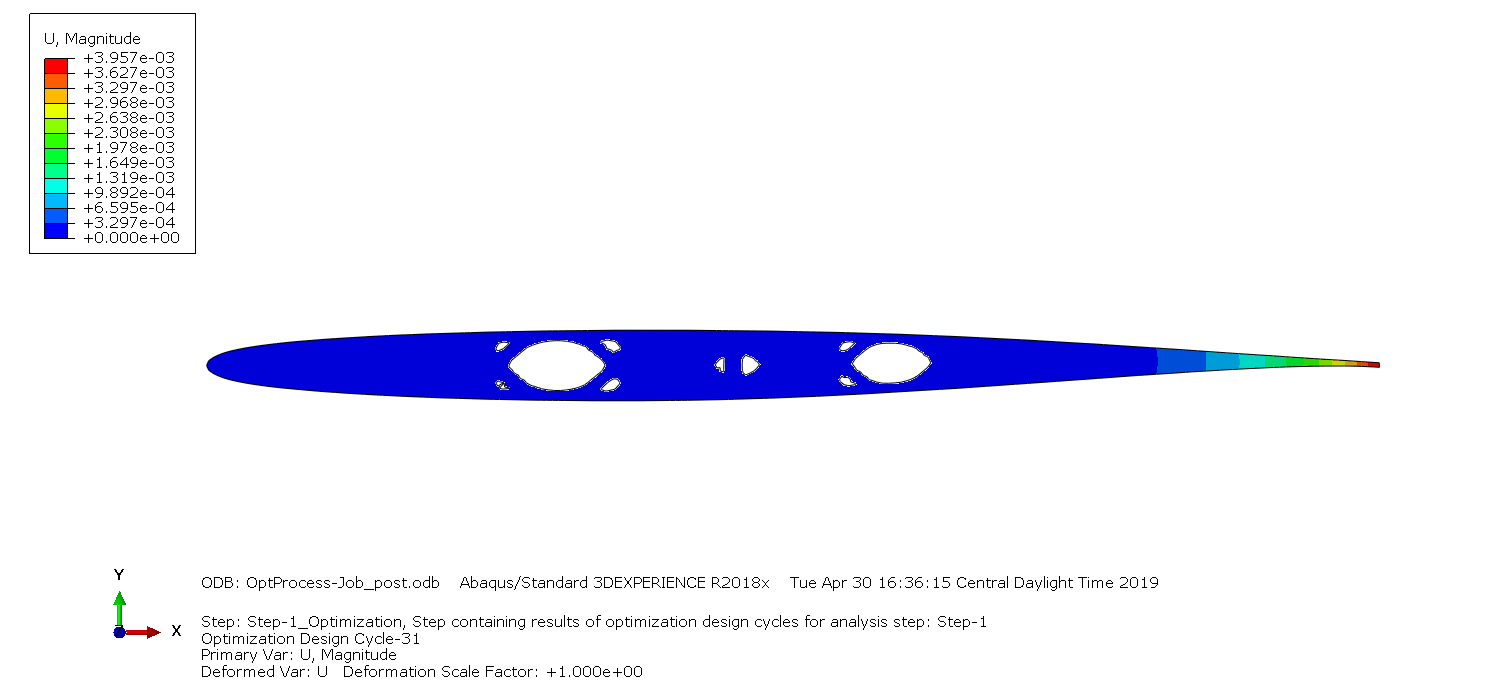 U, Magnitude
+3.957e-03
+3.627e-03
+3.297e-03
+2.968e-03
+2.638e-03
+2.308e-03
+1.978e-03
+1.649e-03
+1.319e-03
+9.892e-04
+6.595e-04
+3.297e-04
+0.000e+00
Y
X
ODB: OptProcess-Job_post.odb    Abaqus/Standard 3DEXPERIENCE R2018x    Tue Apr 30 16:36:15 Central Daylight Time 2019
Step: Step-1_Optimization, Step containing results of optimization design cycles for analysis step: Step-1
Optimization Design Cycle-31
Primary Var: U, Magnitude
Deformed Var: U   Deformation Scale Factor: +1.000e+00